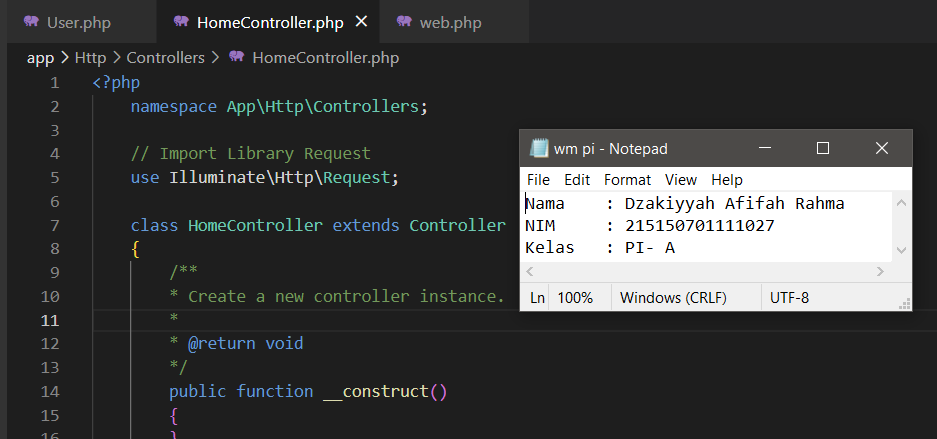 User.php HomeController.php web.php
app > Http > Controllers > HomeController.php
1 <?php
2 namespace App\Http\Controllers;
3
4 // Import Library Request
5 use Illuminate\Http\Request;
6
7 class HomeController extends Controller
8 {
9 /**
10 * Create a new controller instance.
11 *
12 * @return void
13 */
14 public function __construct()
15 {
16 }
wm pi - Notepad
File Edit Format View Help
Nama : Dzakiyyah Afifah Rahma
NIM : 215150701111027
Kelas : PI- A
Ln 100% Windows (CRLF) UTF-8